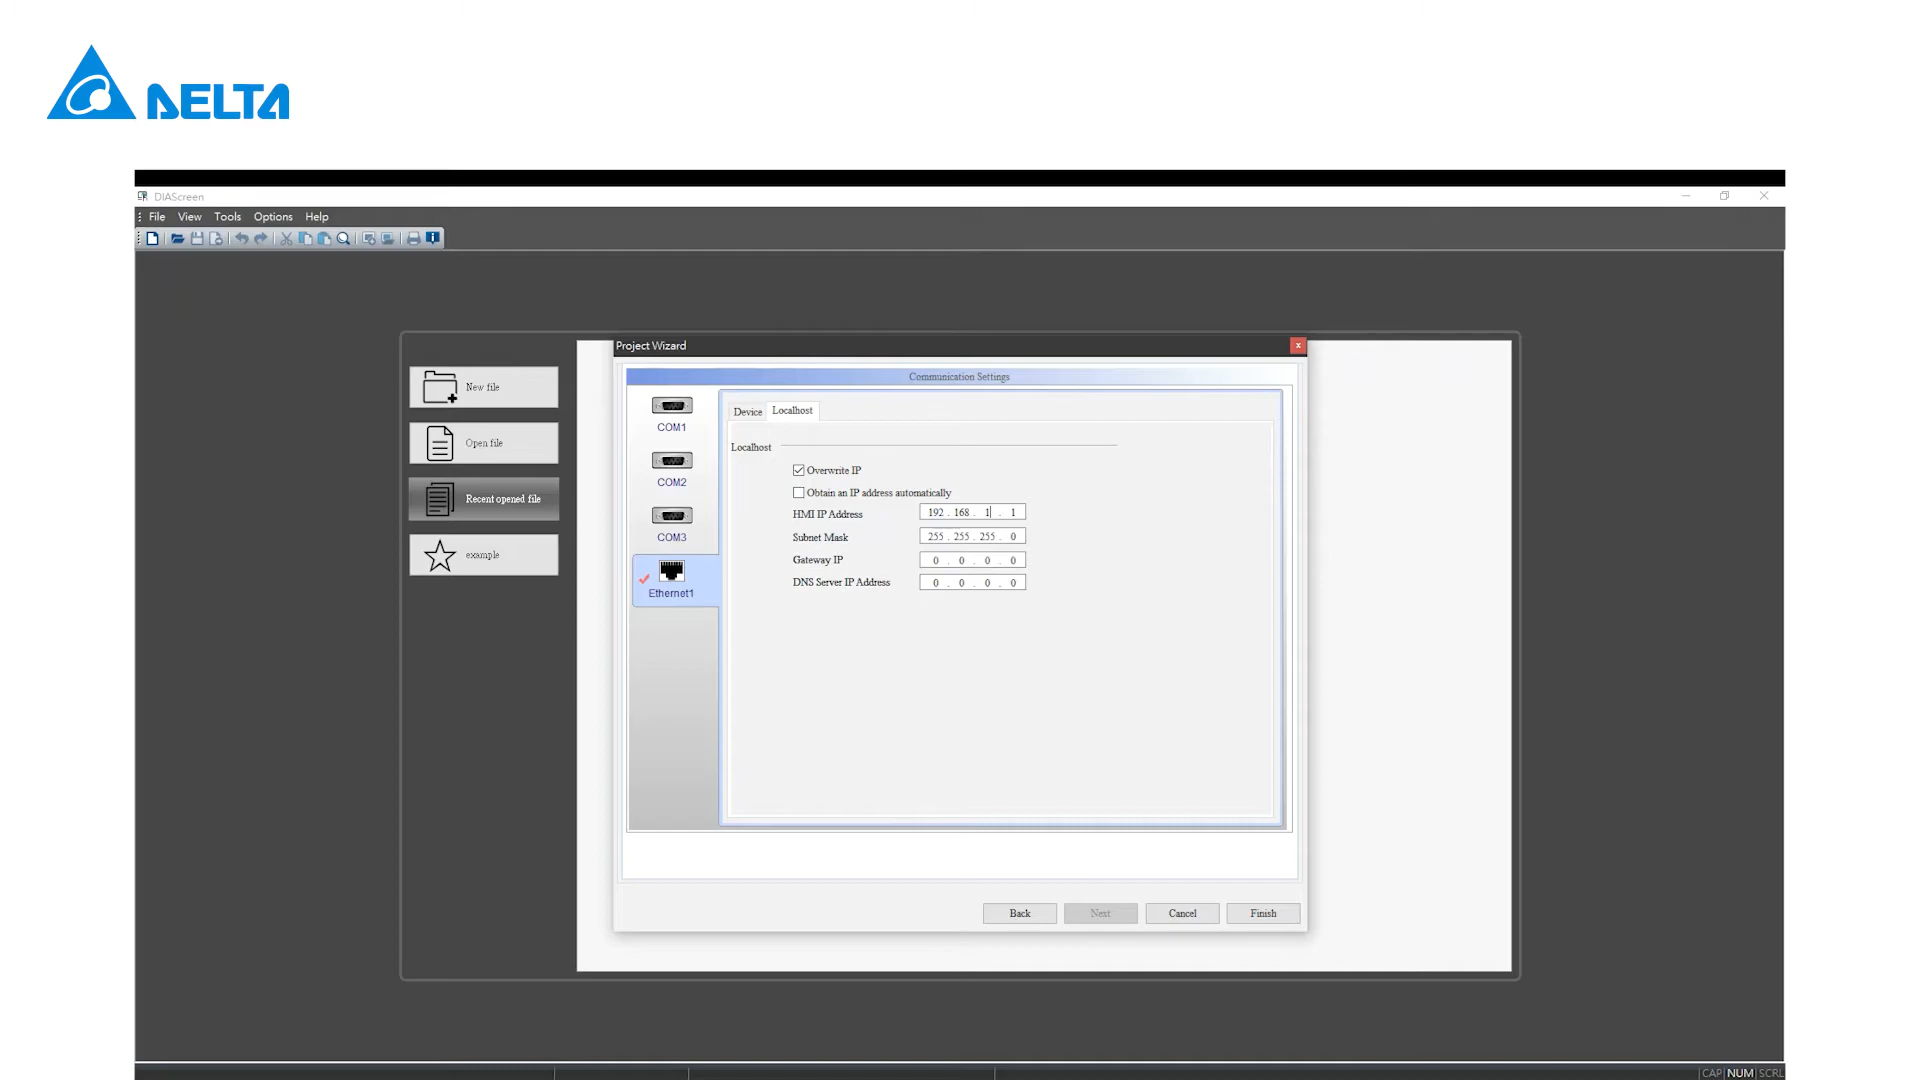 DELTA
DIAScreen
File View Tools Options Help
Project Wizard
Communication Settings
New file
Open file
Recent opened file
example
COM1
COM2
COM3
Ethernet1
Device Localhost
Localhost
Overwrite IP
Obtain an IP address automatically
HMI IP Address 192 . 168 . 1 . 1
Subnet Mask 255 . 255 . 255 . 0
Gateway IP 0 . 0 . 0 . 0
DNS Server IP Address 0 . 0 . 0 . 0
Back Next Cancel Finish
CAP NUM SCRL